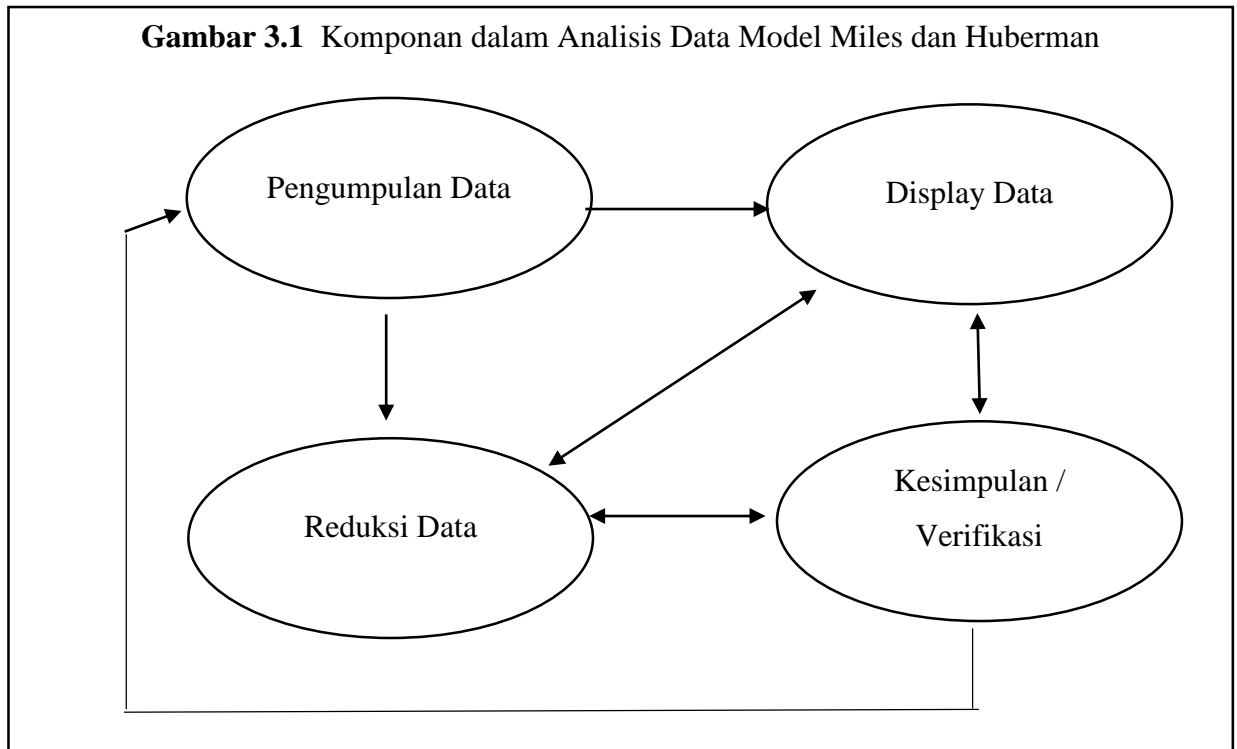 Gambar 3.1 Komponan dalam Analisis Data Model Miles dan Huberman
Pengumpulan Data
Display Data
Reduksi Data
Kesimpulan /
Verifikasi